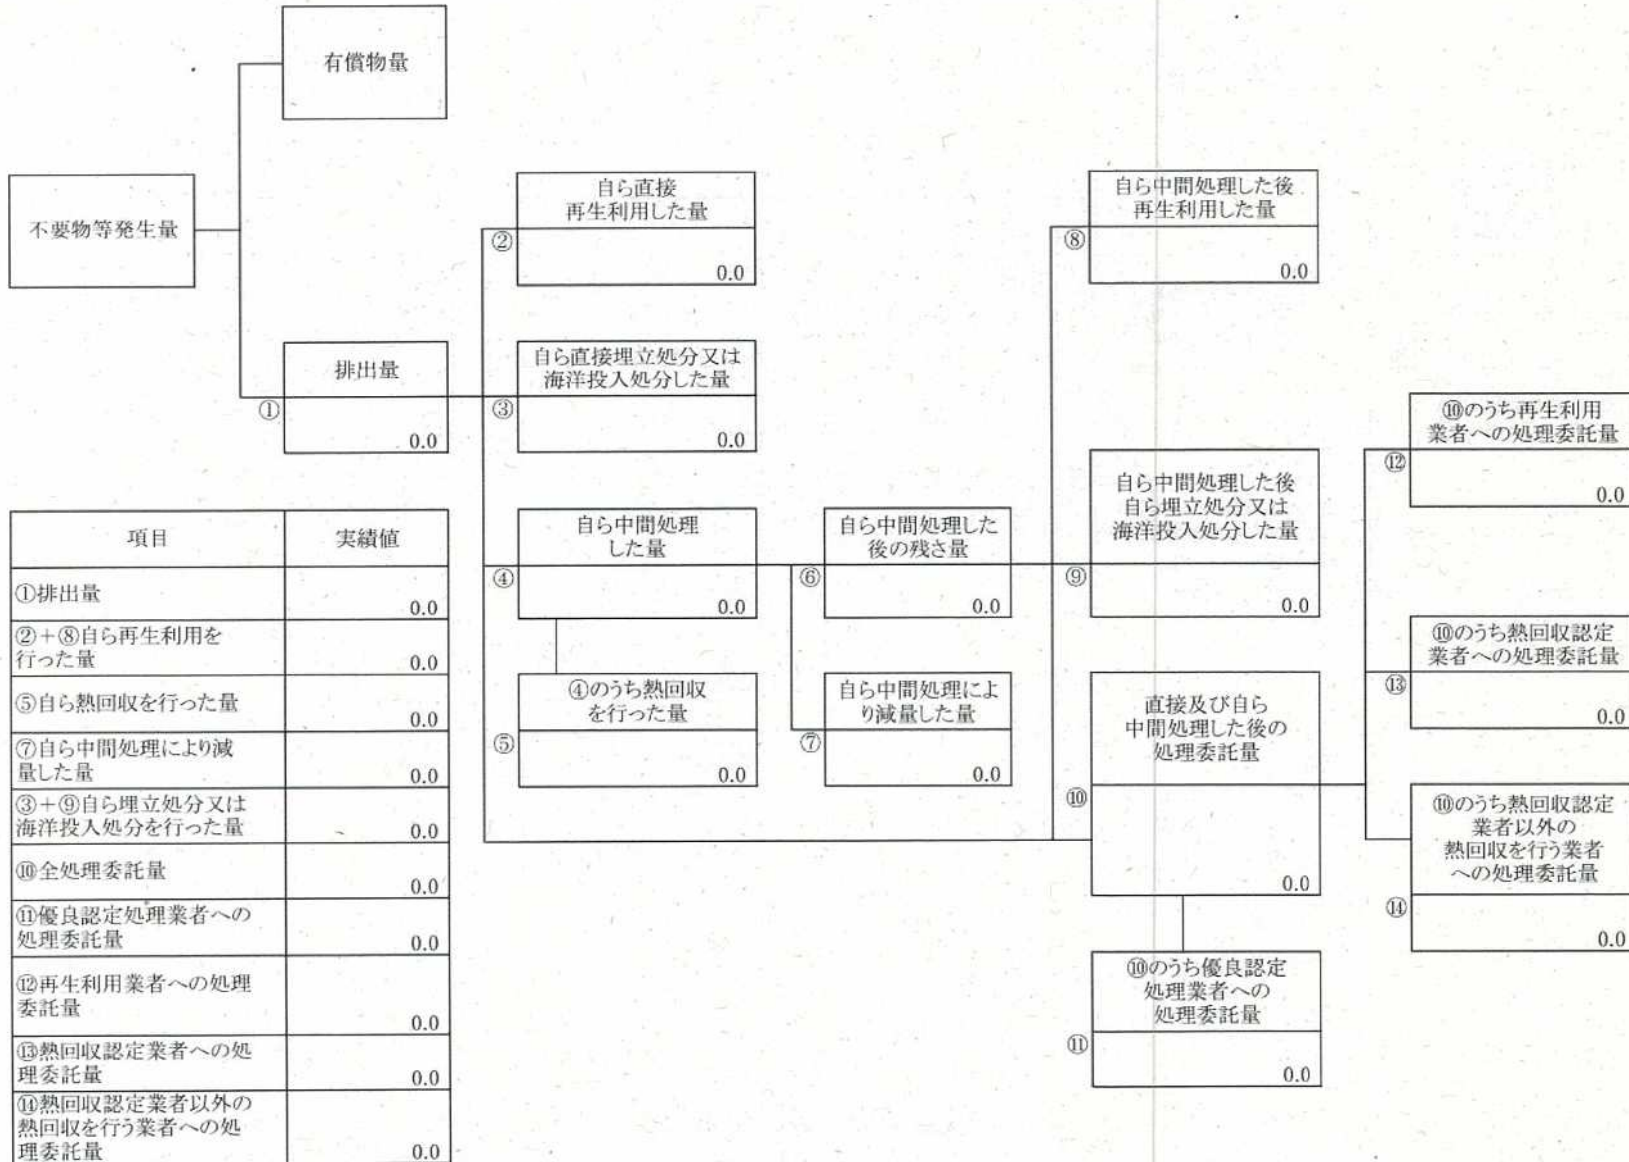 有償物量
不要物等発生量
排出量
①
0.0
自ら直接
再生利用した量
②
0.0
自ら直接埋立処分又は
海洋投入処分した量
③
0.0
自ら中間処理
した量
④
0.0
④のうち熱回収
を行った量
⑤
0.0
自ら中間処理した
後の残さ量
⑥
0.0
自ら中間処理によ
り減量した量
⑦
0.0
自ら中間処理した後
再生利用した量
⑧
0.0
自ら中間処理した後
自ら埋立処分又は
海洋投入処分した量
⑨
0.0
直接及び自ら
中間処理した後の
処理委託量
⑩
0.0
⑩のうち優良認定
処理業者への
処理委託量
⑪
0.0
⑩のうち再生利用
業者への処理委託量
⑫
0.0
⑩のうち熱回収認定
業者への処理委託量
⑬
0.0
⑩のうち熱回収認定
業者以外の
熱回収を行う業者
への処理委託量
⑭
0.0
項目 実績値
①排出量
0.0
②+⑧自ら再生利用を
行った量 0.0
⑤自ら熱回収を行った量
0.0
⑦自ら中間処理により減
量した量 0.0
③+⑨自ら埋立処分又は
海洋投入処分を行った量 0.0
⑩全処理委託量
0.0
⑪優良認定処理業者への
処理委託量 0.0
⑫再生利用業者への処理
委託量
0.0
⑬熱回収認定業者への処
理委託量 0.0
⑭熱回収認定業者以外の
熱回収を行う業者への処
理委託量 0.0